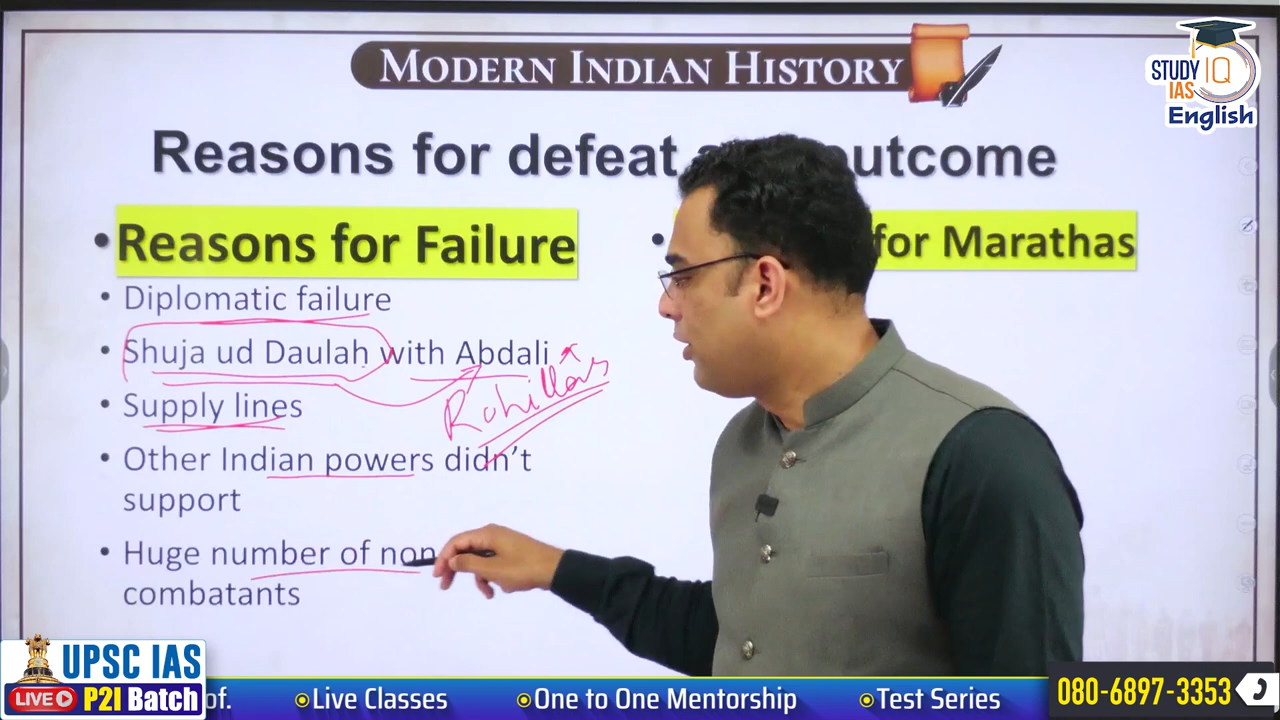 MODERN INDIAN HISTORY
STUDY IQ
IAS
English
Reasons for defeat outcome
•Reasons for Failure
• for Marathas
• Diplomatic failure
• Shuja ud Daulah with Abdali
Rohillas
• Supply lines
• Other Indian powers didn't
support
• Huge number of non
combatants
UPSC IAS
LIVE P2I Batch
of. Live Classes One to One Mentorship Test Series
080-6897-3353